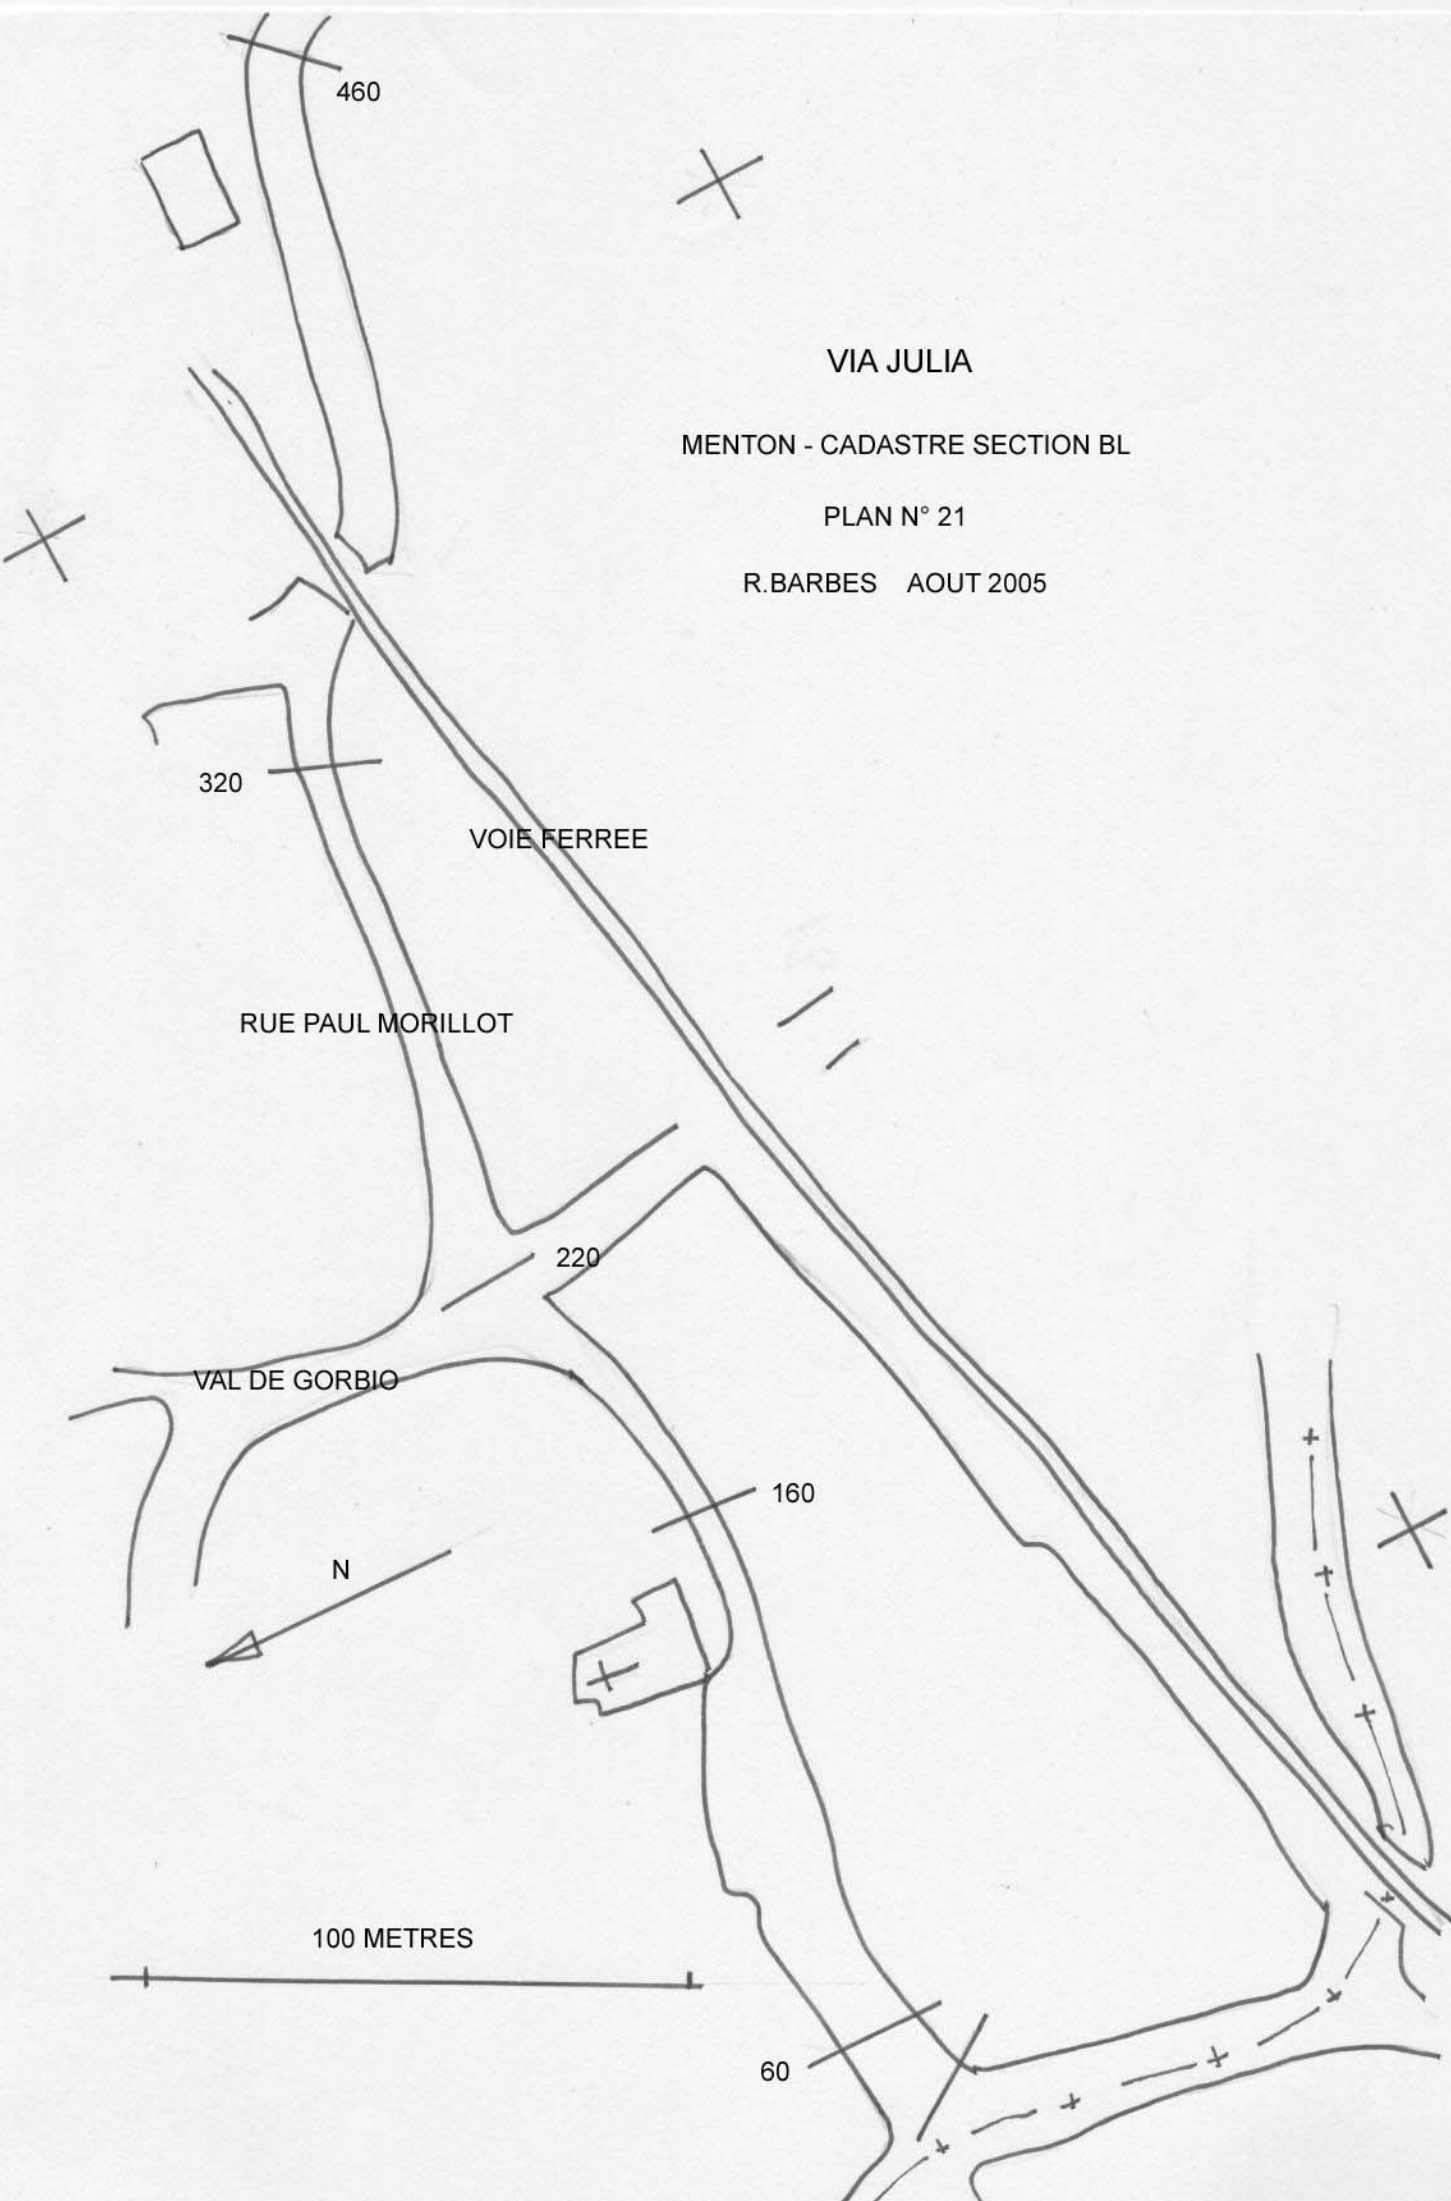 460
VIA JULIA
MENTON - CADASTRE SECTION BL
PLAN N° 21
R.BARBES AOUT 2005
320
VOIE FERREE
RUE PAUL MORILLOT
220
VAL DE GORBIO
160
N
100 METRES
60